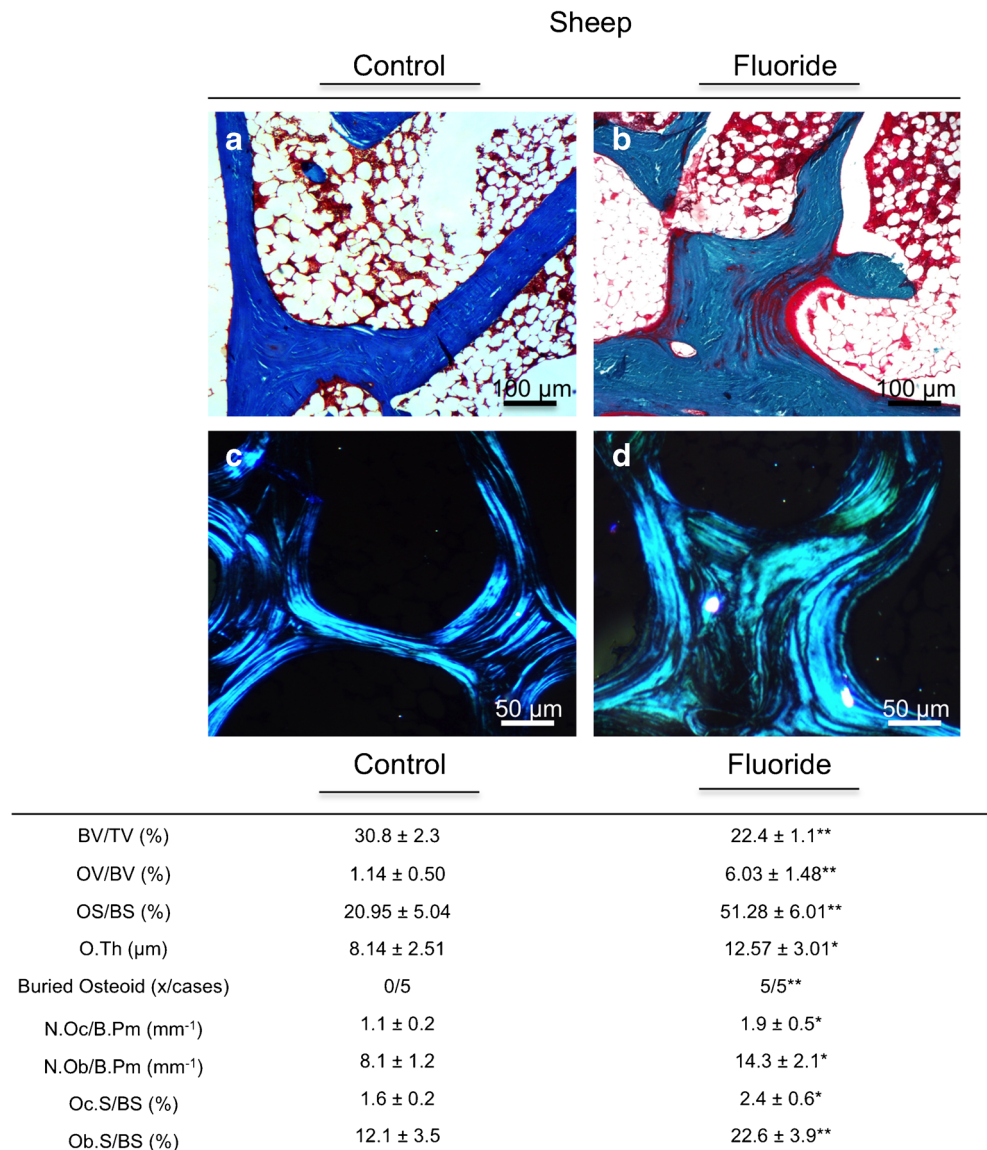 Sheep
Control Fluoride
a b
100 µm 100 µm
c d
50 µm 50 µm
Control Fluoride
BV/TV (%) 30.8 ± 2.3 22.4 ± 1.1**
OV/BV (%) 1.14 ± 0.50 6.03 ± 1.48**
OS/BS (%) 20.95 ± 5.04 51.28 ± 6.01**
O.Th (µm) 8.14 ± 2.51 12.57 ± 3.01*
Buried Osteoid (x/cases) 0/5 5/5**
N.Oc/B.Pm (mm⁻¹) 1.1 ± 0.2 1.9 ± 0.5*
N.Ob/B.Pm (mm⁻¹) 8.1 ± 1.2 14.3 ± 2.1*
Oc.S/BS (%) 1.6 ± 0.2 2.4 ± 0.6*
Ob.S/BS (%) 12.1 ± 3.5 22.6 ± 3.9**